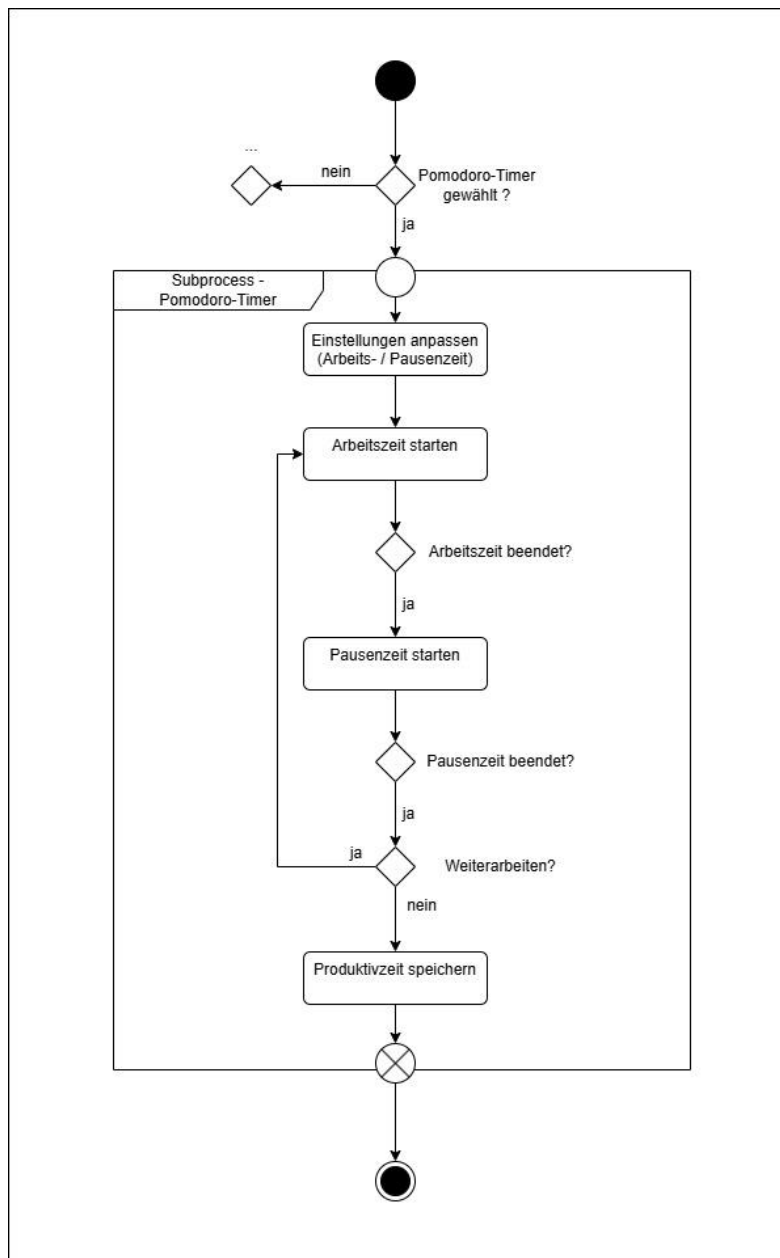 ...
nein
Pomodoro-Timer
gewählt ?
ja
Subprocess -
Pomodoro-Timer
Einstellungen anpassen
(Arbeits- / Pausenzeit)
Arbeitszeit starten
Arbeitszeit beendet?
ja
Pausenzeit starten
Pausenzeit beendet?
ja
ja
Weiterarbeiten?
nein
Produktivzeit speichern